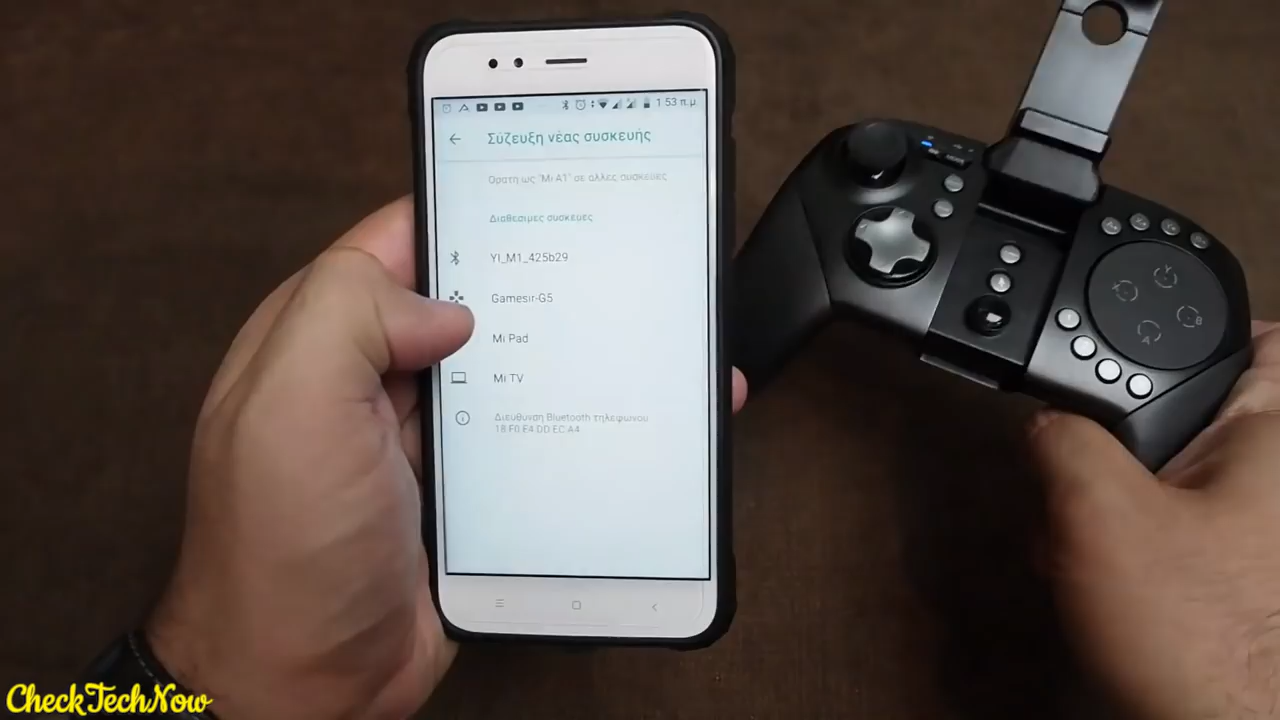 1 53 π.μ
Σύζευξη νέας συσκευής
Ορατή ως "Mi A1" σε άλλες συσκευές
Διαθέσιμες συσκευές
YI_M1_425b29
Gamesir-G5
Mi Pad
Mi TV
Διεύθυνση Bluetooth τηλεφώνου
18 F0 E4 DD EC A4
Y
B
A
CheckTechNow